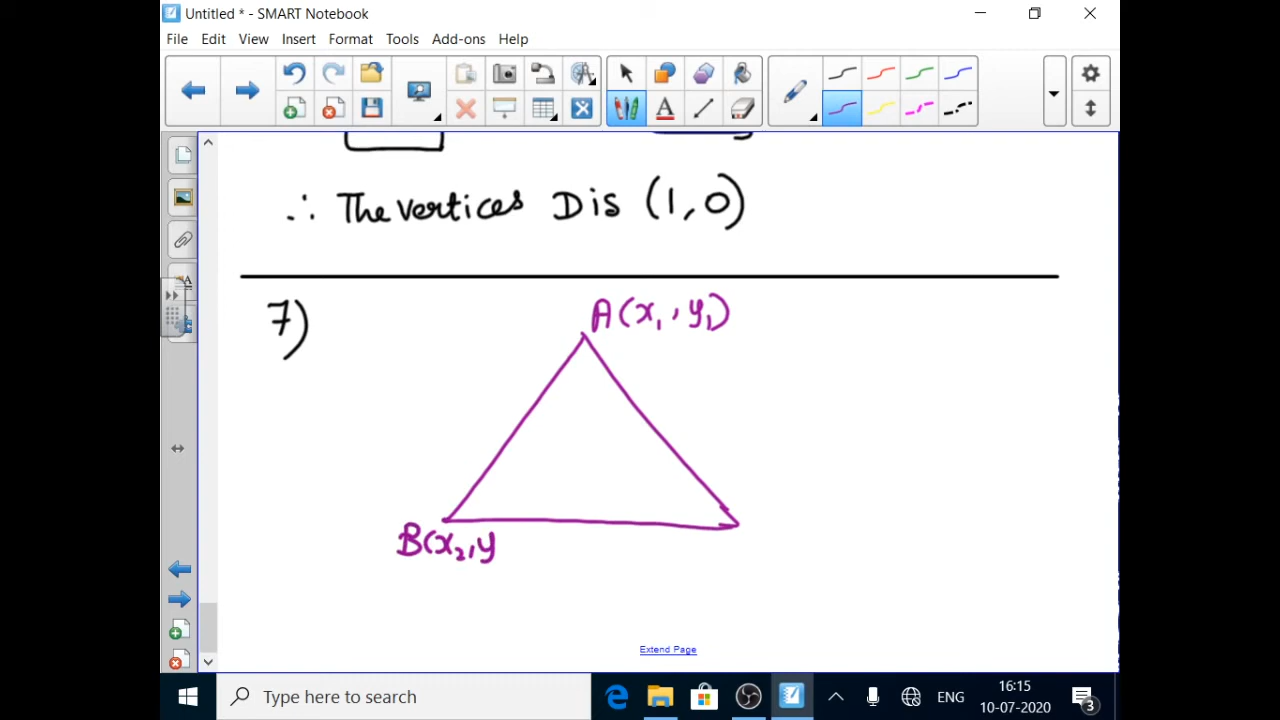 Untitled * - SMART Notebook
File Edit View Insert Format Tools Add-ons Help
∴ The vertices D is (1, 0)
7)
A(x₁, y₁)
B(x₂, y
Extend Page
Type here to search
ENG
16:15
10-07-2020
3